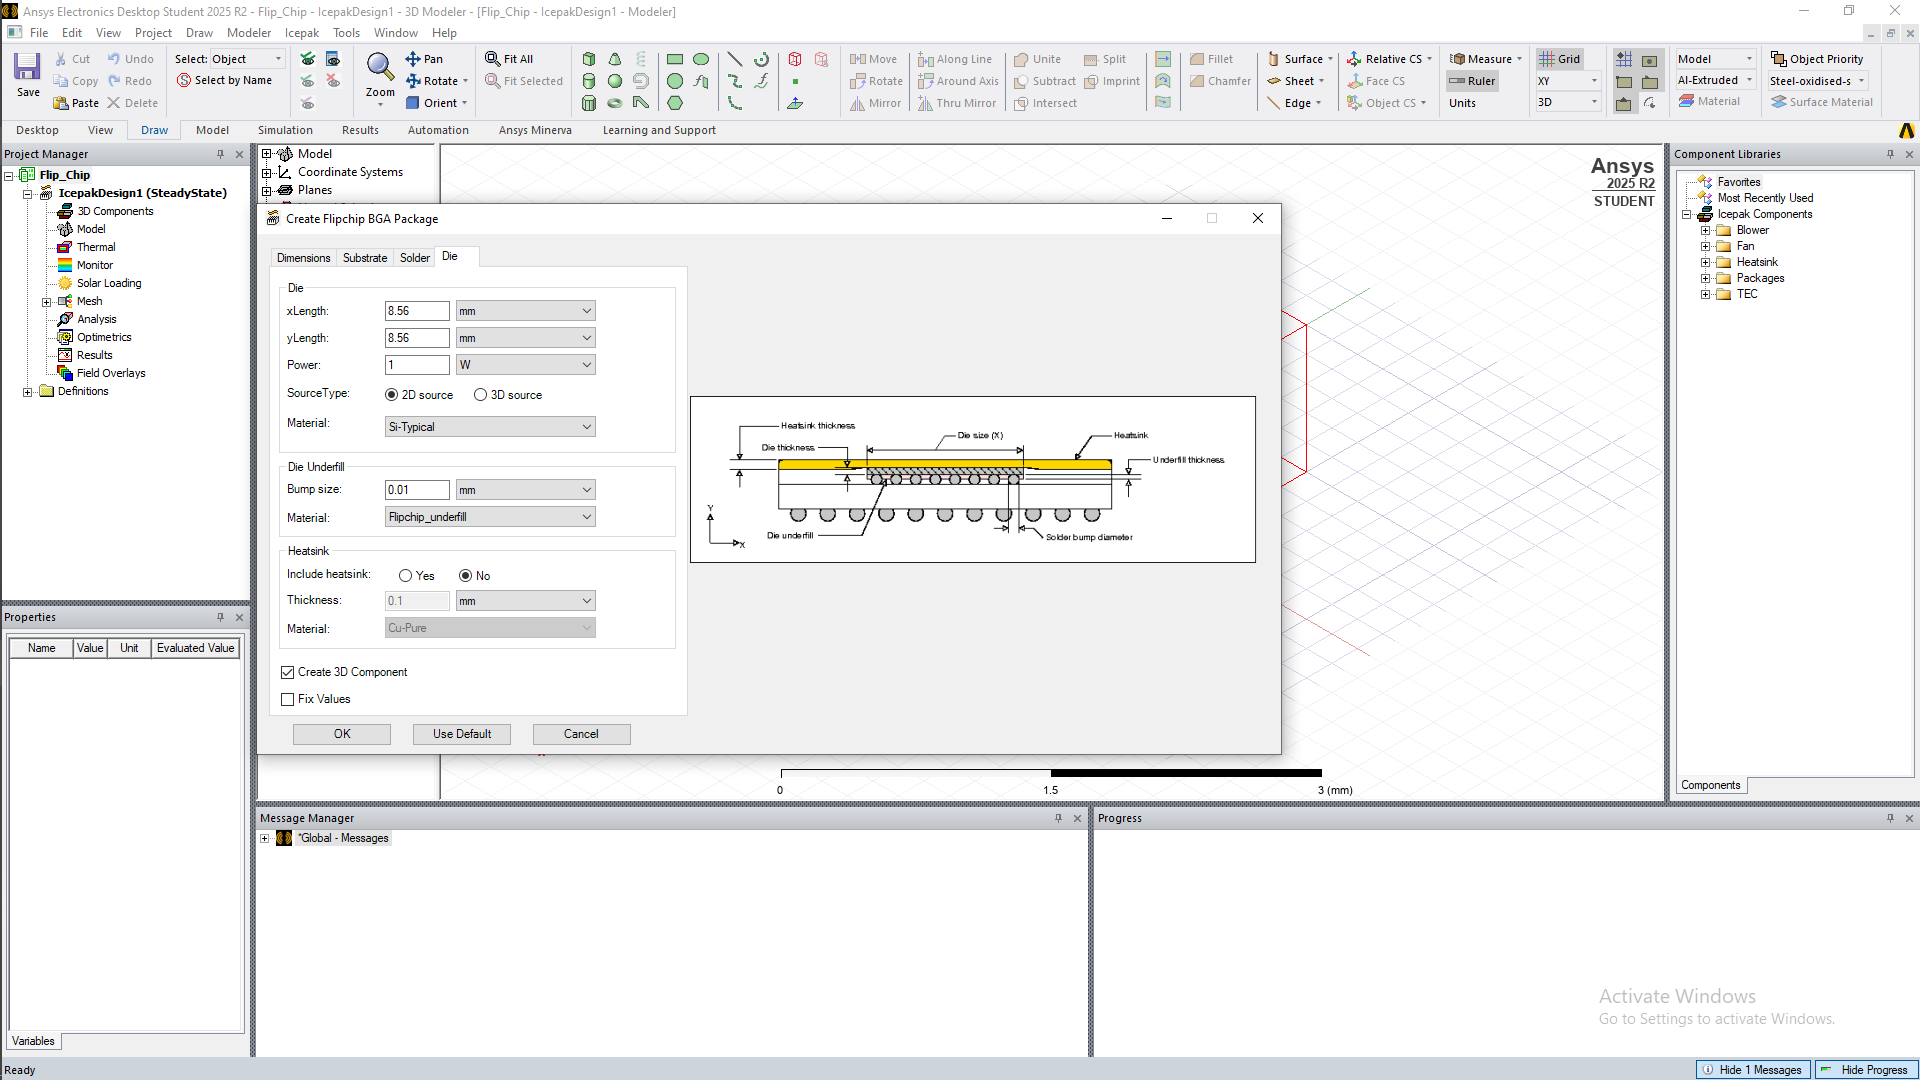 Ansys Electronics Desktop Student 2025 R2 - Flip_Chip - IcepakDesign1 - 3D Modeler - [Flip_Chip - IcepakDesign1 - Modeler]
File Edit View Project Draw Modeler Icepak Tools Window Help
Save
Cut
Copy
Paste
Undo
Redo
Delete
Select: Object
Select by Name
Zoom
Pan
Rotate
Orient
Fit All
Fit Selected
Move
Rotate
Mirror
Along Line
Around Axis
Thru Mirror
Unite
Subtract
Intersect
Split
Imprint
Fillet
Chamfer
Surface
Sheet
Edge
Relative CS
Face CS
Object CS
Measure
Ruler
Units
Grid
XY
3D
Model
Al-Extruded
Material
Object Priority
Steel-oxidised-s
Surface Material
Desktop View Draw Model Simulation Results Automation Ansys Minerva Learning and Support
Project Manager
Flip_Chip
IcepakDesign1 (SteadyState)
3D Components
Model
Thermal
Monitor
Solar Loading
Mesh
Analysis
Optimetrics
Results
Field Overlays
Definitions
Model
Coordinate Systems
Planes
Create Flipchip BGA Package
Dimensions Substrate Solder Die
Die
xLength: 8.56 mm
yLength: 8.56 mm
Power: 1 W
SourceType: 2D source 3D source
Material: Si-Typical
Die Underfill
Bump size: 0.01 mm
Material: Flipchip_underfill
Heatsink
Include heatsink: Yes No
Thickness: 0.1 mm
Material: Cu-Pure
Create 3D Component
Fix Values
OK Use Default Cancel
Heatsink thickness
Die thickness
Die size (X)
Heatsink
Underfill thickness
Y
X
Die underfill
Solder bump diameter
Ansys
2025 R2
STUDENT
0 1.5 3 (mm)
Component Libraries
Favorites
Most Recently Used
Icepak Components
Blower
Fan
Heatsink
Packages
TEC
Components
Properties
Name Value Unit Evaluated Value
Variables
Message Manager
*Global - Messages
Progress
Activate Windows
Go to Settings to activate Windows.
Ready
Hide 1 Messages Hide Progress